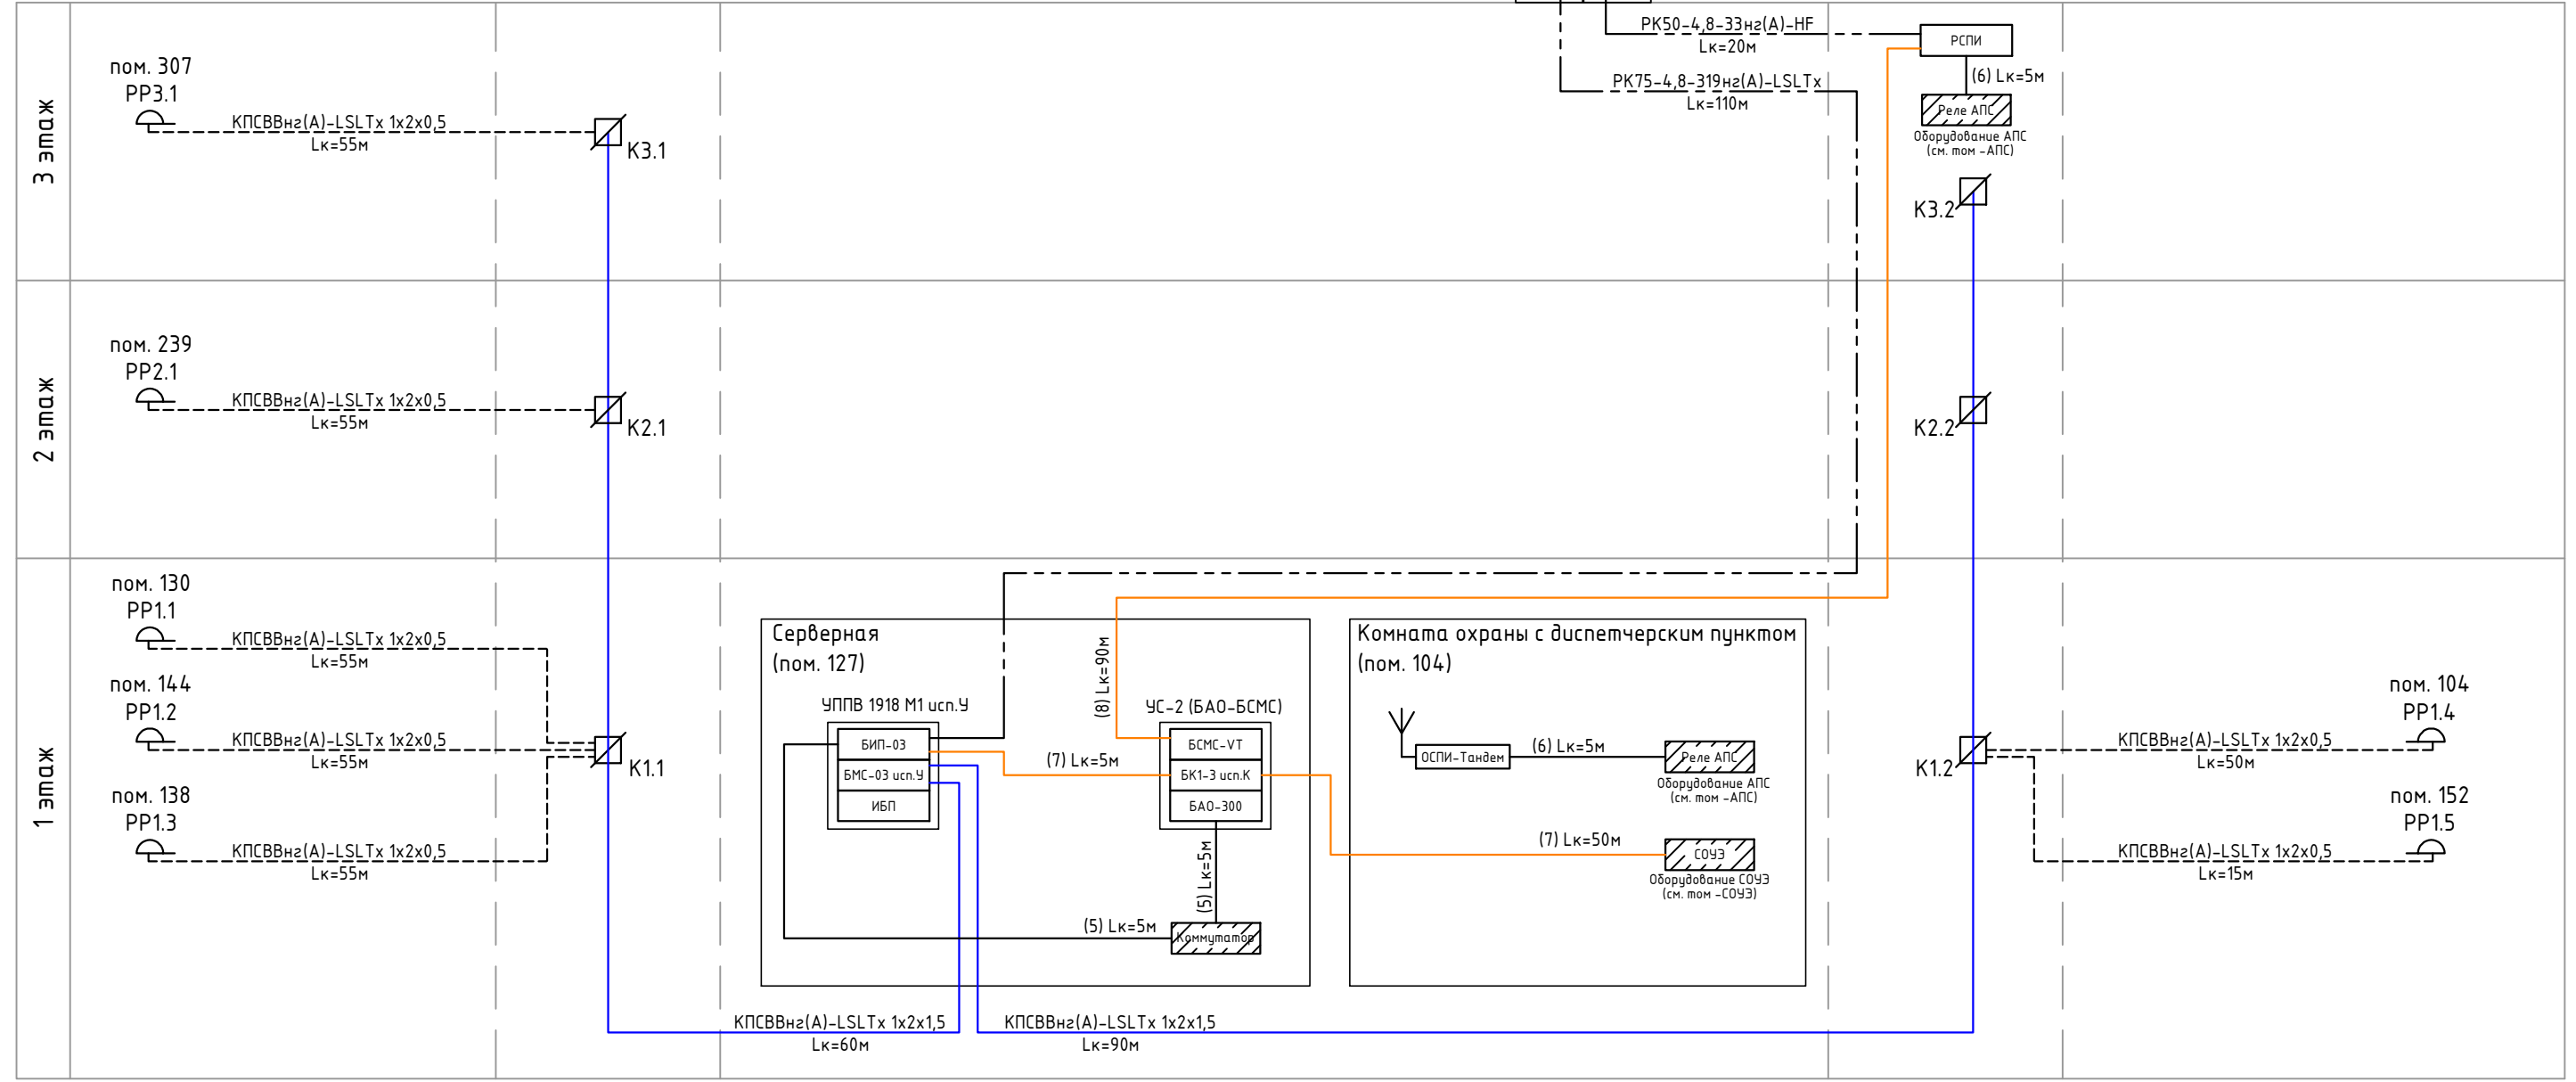 3 этаж
пом. 307
РР3.1
КПСВВнг(А)-LSLTx 1х2х0,5
Lк=55м
К3.1
РК50-4,8-33нг(А)-HF
Lк=20м
РК75-4,8-319нг(А)-LSLTx
Lк=110м
РСПИ
(6) Lк=5м
Реле АПС
Оборудование АПС
(см. том -АПС)
К3.2
2 этаж
пом. 239
РР2.1
КПСВВнг(А)-LSLTx 1х2х0,5
Lк=55м
К2.1
К2.2
1 этаж
пом. 130
РР1.1
КПСВВнг(А)-LSLTx 1х2х0,5
Lк=55м
пом. 144
РР1.2
КПСВВнг(А)-LSLTx 1х2х0,5
Lк=55м
пом. 138
РР1.3
КПСВВнг(А)-LSLTx 1х2х0,5
Lк=55м
К1.1
Серверная
(пом. 127)
УППВ 1918 М1 исп.У
БИП-03
БМС-03 исп.У
ИБП
(7) Lк=5м
(8) Lк=90м
УС-2 (БАО-БСМС)
БСМС-VT
БК1-3 исп.К
БАО-300
(5) Lк=5м
(5) Lк=5м
Коммутатор
Комната охраны с диспетчерским пунктом
(пом. 104)
ОСПИ-Тандем
(6) Lк=5м
Реле АПС
Оборудование АПС
(см. том -АПС)
(7) Lк=50м
СОУЭ
Оборудование СОУЭ
(см. том -СОУЭ)
К1.2
пом. 104
РР1.4
КПСВВнг(А)-LSLTx 1х2х0,5
Lк=50м
пом. 152
РР1.5
КПСВВнг(А)-LSLTx 1х2х0,5
Lк=15м
КПСВВнг(А)-LSLTx 1х2х1,5
Lк=60м
КПСВВнг(А)-LSLTx 1х2х1,5
Lк=90м